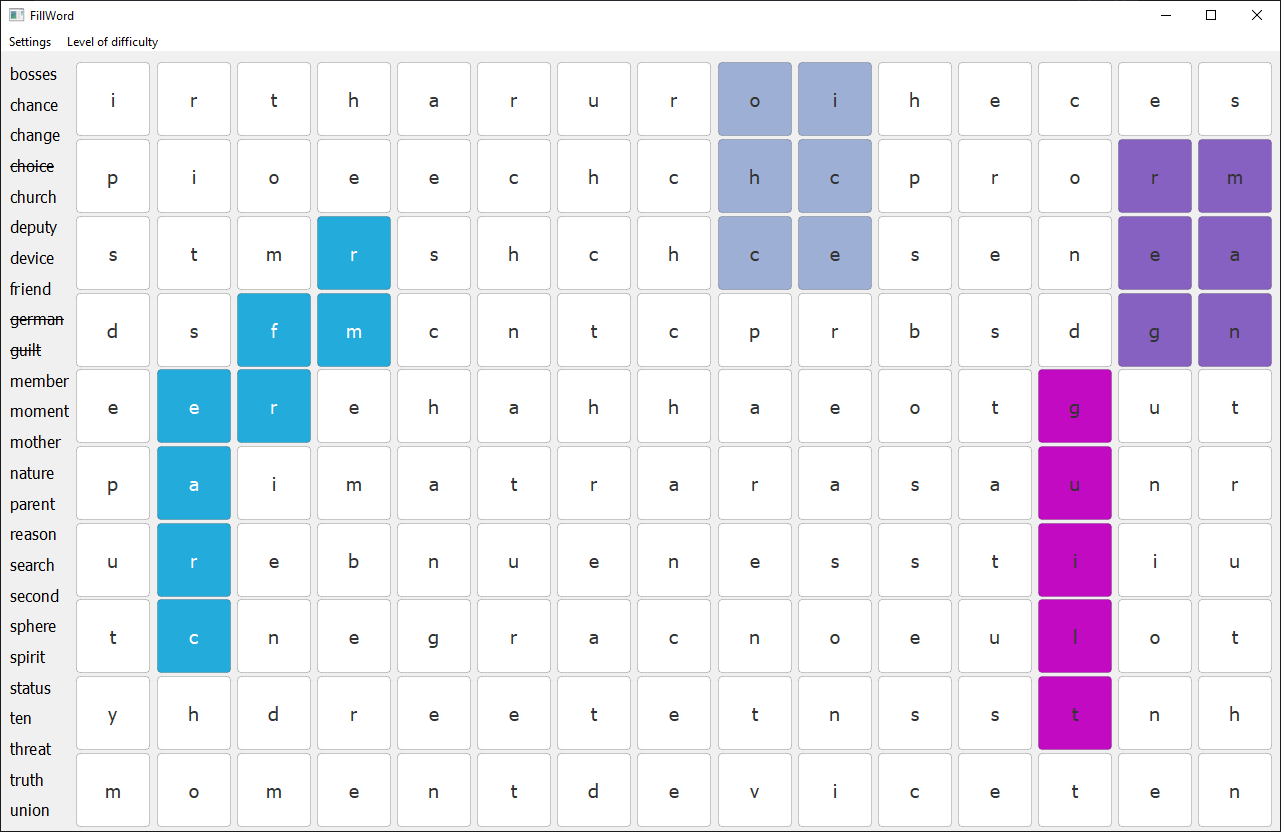 FillWord
Settings Level of difficulty
bosses
chance
change
choice
church
deputy
device
friend
german
guilt
member
moment
mother
nature
parent
reason
search
second
sphere
spirit
status
ten
threat
truth
union
i r t h a r u r o i h e c e s
p i o e e c h c h c p r o r m
s t m r s h c h c e s e n e a
d s f m c n t c p r b s d g n
e e r e h a h h a e o t g u t
p a i m a t r a r a s a u n r
u r e b n u e n e s s t i i u
t c n e g r a c n o e u l o t
y h d r e e t e t n s s t n h
m o m e n t d e v i c e t e n